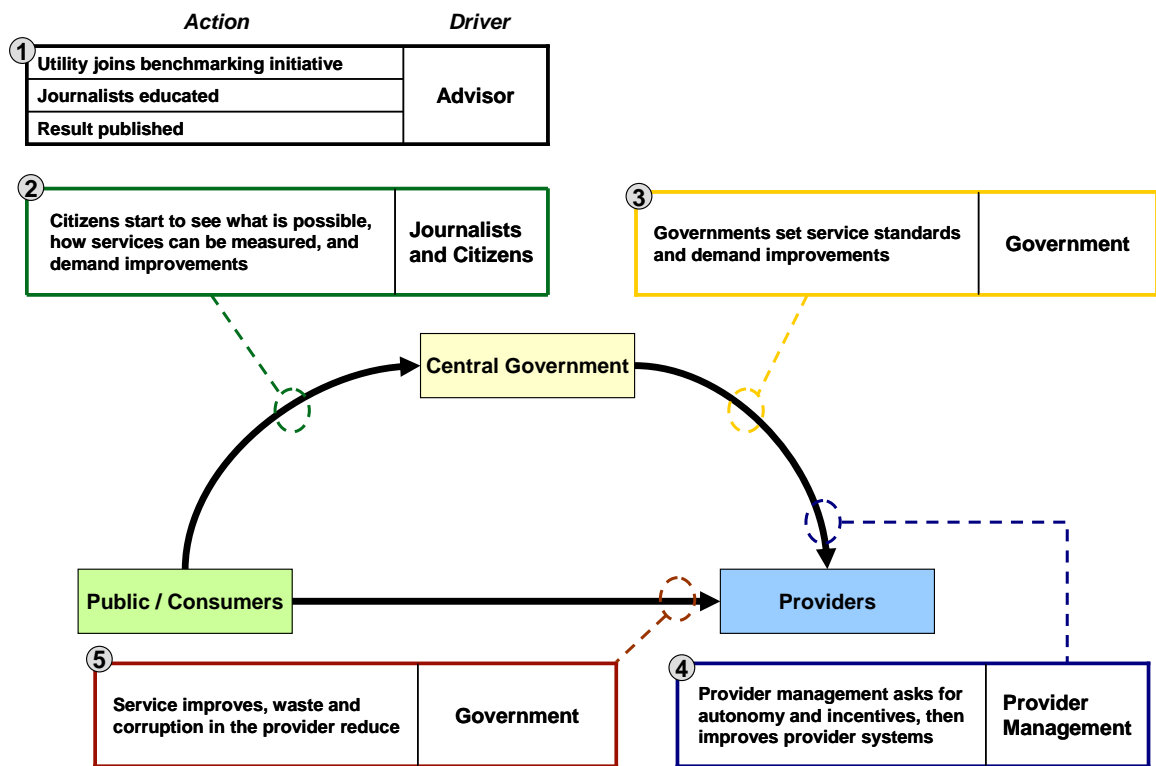 Action Driver
1
Utility joins benchmarking initiative
Journalists educated
Result published
Advisor
2
Citizens start to see what is possible,
how services can be measured, and
demand improvements
Journalists
and Citizens
3
Governments set service standards
and demand improvements
Government
Central Government
Public / Consumers
Providers
5
Service improves, waste and
corruption in the provider reduce
Government
4
Provider management asks for
autonomy and incentives, then
improves provider systems
Provider
Management